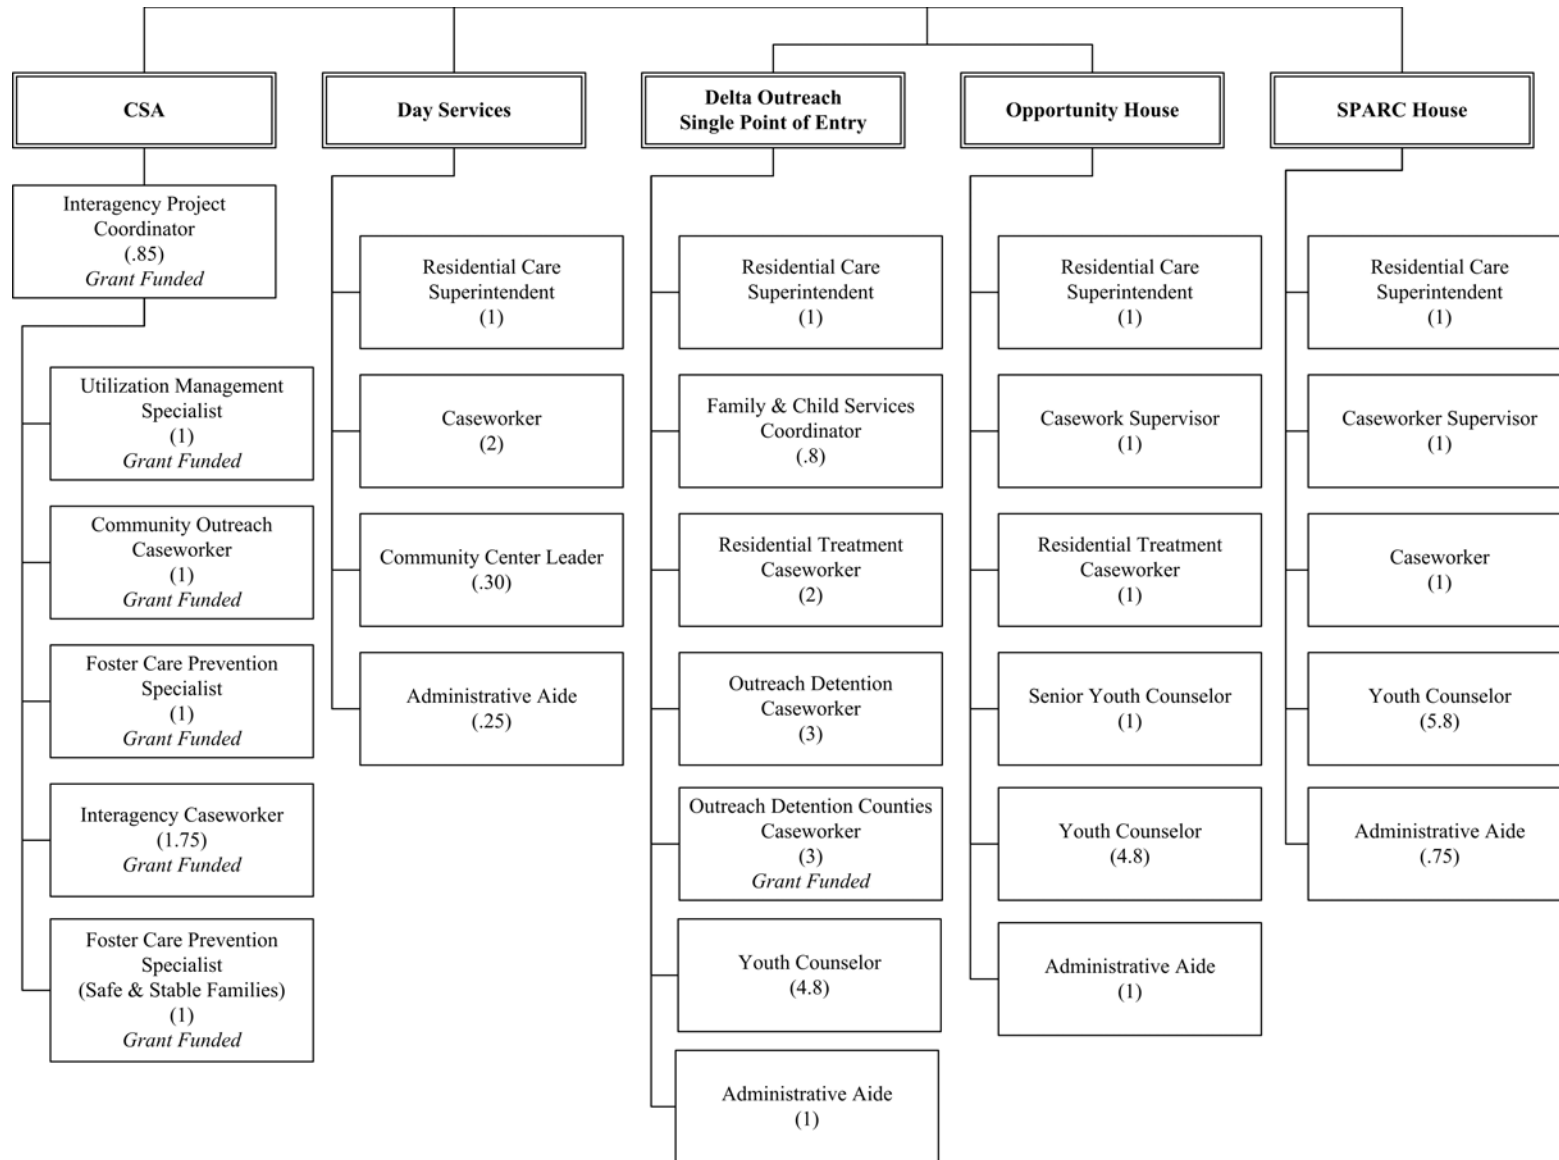 CSA
Interagency Project
Coordinator
(.85)
Grant Funded
Utilization Management
Specialist
(1)
Grant Funded
Community Outreach
Caseworker
(1)
Grant Funded
Foster Care Prevention
Specialist
(1)
Grant Funded
Interagency Caseworker
(1.75)
Grant Funded
Foster Care Prevention
Specialist
(Safe & Stable Families)
(1)
Grant Funded
Day Services
Residential Care
Superintendent
(1)
Caseworker
(2)
Community Center Leader
(.30)
Administrative Aide
(.25)
Delta Outreach
Single Point of Entry
Residential Care
Superintendent
(1)
Family & Child Services
Coordinator
(.8)
Residential Treatment
Caseworker
(2)
Outreach Detention
Caseworker
(3)
Outreach Detention Counties
Caseworker
(3)
Grant Funded
Youth Counselor
(4.8)
Administrative Aide
(1)
Opportunity House
Residential Care
Superintendent
(1)
Casework Supervisor
(1)
Residential Treatment
Caseworker
(1)
Senior Youth Counselor
(1)
Youth Counselor
(4.8)
Administrative Aide
(1)
SPARC House
Residential Care
Superintendent
(1)
Caseworker Supervisor
(1)
Caseworker
(1)
Youth Counselor
(5.8)
Administrative Aide
(.75)